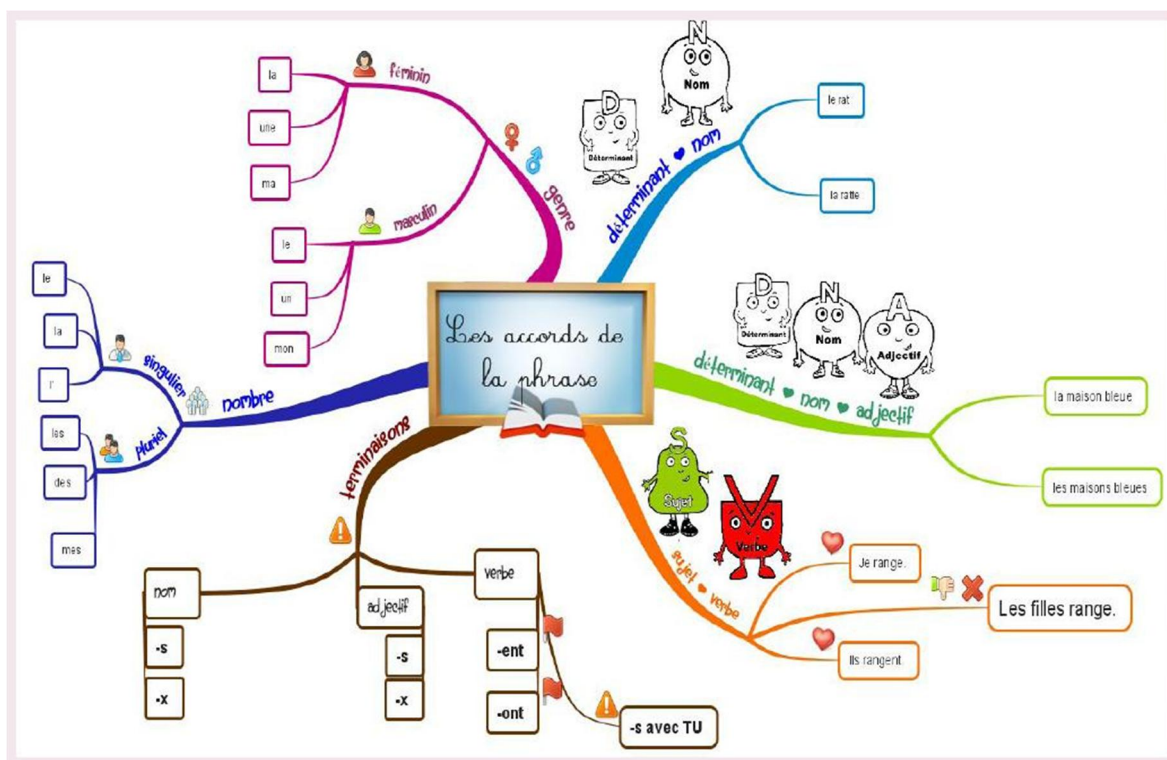 Les accords de
la phrase
genre
féminin
la
une
ma
masculin
le
un
mon
nombre
singulier
le
la
l'
pluriel
les
des
mes
terminaisons
nom
-s
-x
adjectif
-s
-x
verbe
-ent
-ont
-s avec TU
N
Nom
D
Déterminant
déterminant nom
le rat
la ratte
D
Déterminant
N
Nom
A
Adjectif
déterminant nom adjectif
la maison bleue
les maisons bleues
S
Sujet
V
Verbe
sujet verbe
Je range.
Les filles range.
Ils rangent.